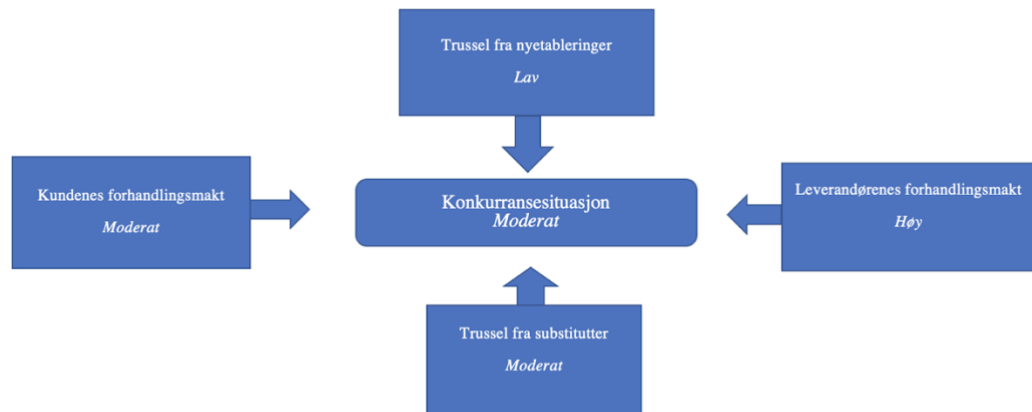 Trussel fra nyetableringer
Lav
Kundenes forhandlingsmakt
Moderat
Konkurransesituasjon
Moderat
Leverandørenes forhandlingsmakt
Høy
Trussel fra substitutter
Moderat